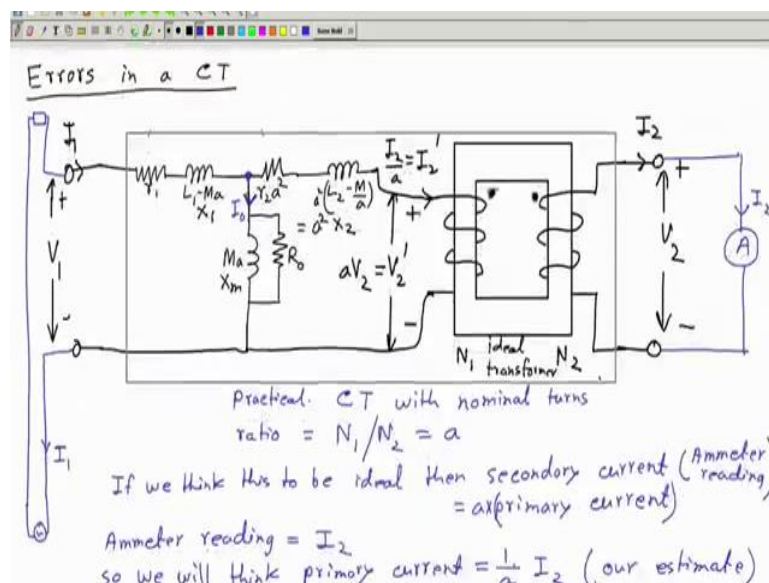 Errors in a CT
I1
I2/a = I2'
I2
+
r1
L1-Ma
X1
r2a²
a²(L2-M/a)
= a²X2
+
+
I0
I2
V1
Ma
Xm
R0
aV2 = V2'
V2
A
-
-
-
N1
ideal
transformer
N2
I1
Practical CT with nominal turns
ratio = N1/N2 = a
If we think this to be ideal then secondory current (Ammeter reading)
= ax(primary current)
Ammeter reading = I2
so we will think primary current = 1/a I2 (our estimate)